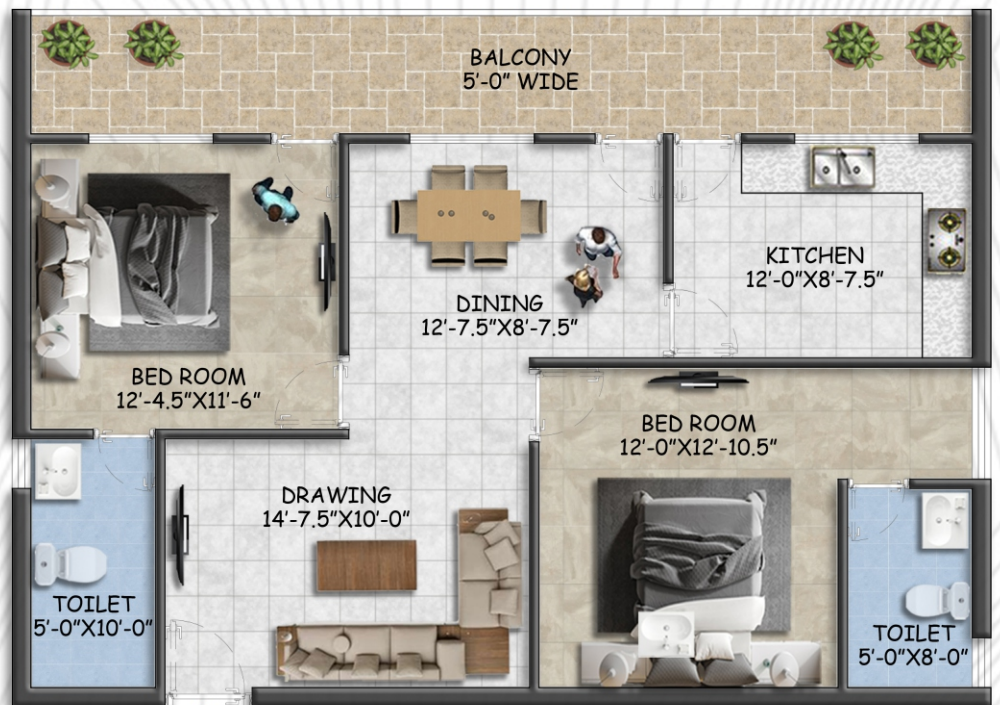 BALCONY
5'-0" WIDE
KITCHEN
12'-0"X8'-7.5"
DINING
12'-7.5"X8'-7.5"
BED ROOM
12'-4.5"X11'-6"
BED ROOM
12'-0"X12'-10.5"
DRAWING
14'-7.5"X10'-0"
TOILET
5'-0"X10'-0"
TOILET
5'-0"X8'-0"